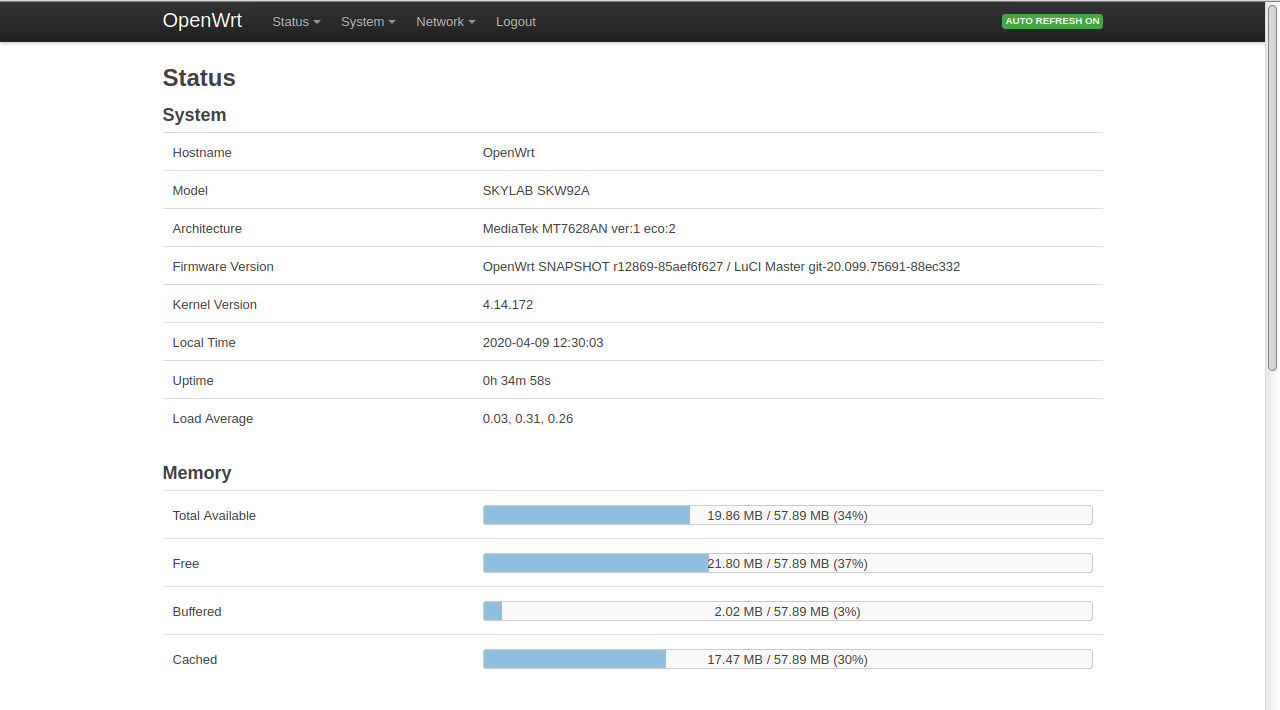 OpenWrt Status System Network Logout AUTO REFRESH ON
Status
System
Hostname OpenWrt
Model SKYLAB SKW92A
Architecture MediaTek MT7628AN ver:1 eco:2
Firmware Version OpenWrt SNAPSHOT r12869-85aef6f627 / LuCI Master git-20.099.75691-88ec332
Kernel Version 4.14.172
Local Time 2020-04-09 12:30:03
Uptime 0h 34m 58s
Load Average 0.03, 0.31, 0.26
Memory
Total Available 19.86 MB / 57.89 MB (34%)
Free 21.80 MB / 57.89 MB (37%)
Buffered 2.02 MB / 57.89 MB (3%)
Cached 17.47 MB / 57.89 MB (30%)